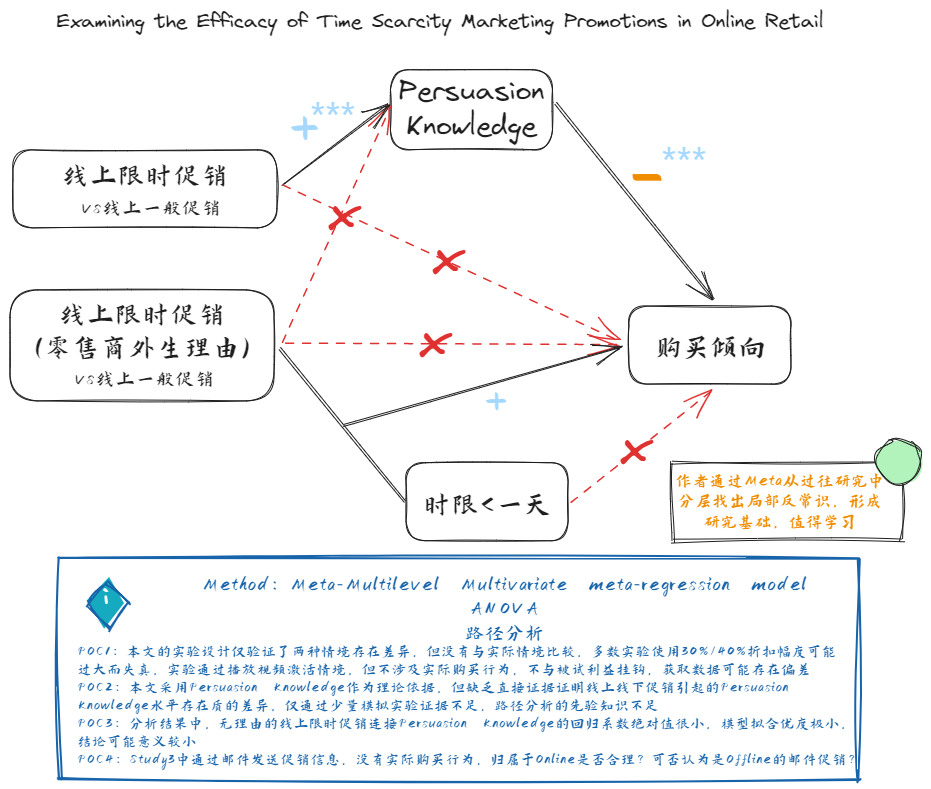 Examining the Efficacy of Time Scarcity Marketing Promotions in Online Retail
Persuasion
Knowledge
+***
线上限时促销
vs线上一般促销
***
线上限时促销
(零售商外生理由)
vs线上一般促销
购买倾向
+
时限<一天
作者通过Meta从过往研究中
分层找出局部反常识，形成
研究基础，值得学习
i
Method: Meta-Multilevel Multivariate meta-regression model
ANOVA
路径分析
POC1: 本文的实验设计仅验证了两种情境存在差异，但没有与实际情境比较，多数实验使用30%/40%折扣幅度可能
过大而失真，实验通过播放视频激活情境，但不涉及实际购买行为，不与被试利益挂钩，获取数据可能存在偏差
POC2: 本文采用Persuasion Knowledge作为理论依据，但缺乏直接证据证明线上线下促销引起的Persuasion
Knowledge水平存在质的差异，仅通过少量模拟实验证据不足，路径分析的先验知识不足
POC3: 分析结果中，无理由的线上限时促销连接Persuasion Knowledge的回归系数绝对值很小，模型拟合优度极小，
结论可能意义较小
POC4: Study3中通过邮件发送促销信息，没有实际购买行为，归属于Online是否合理？可否认为是Offline的邮件促销？